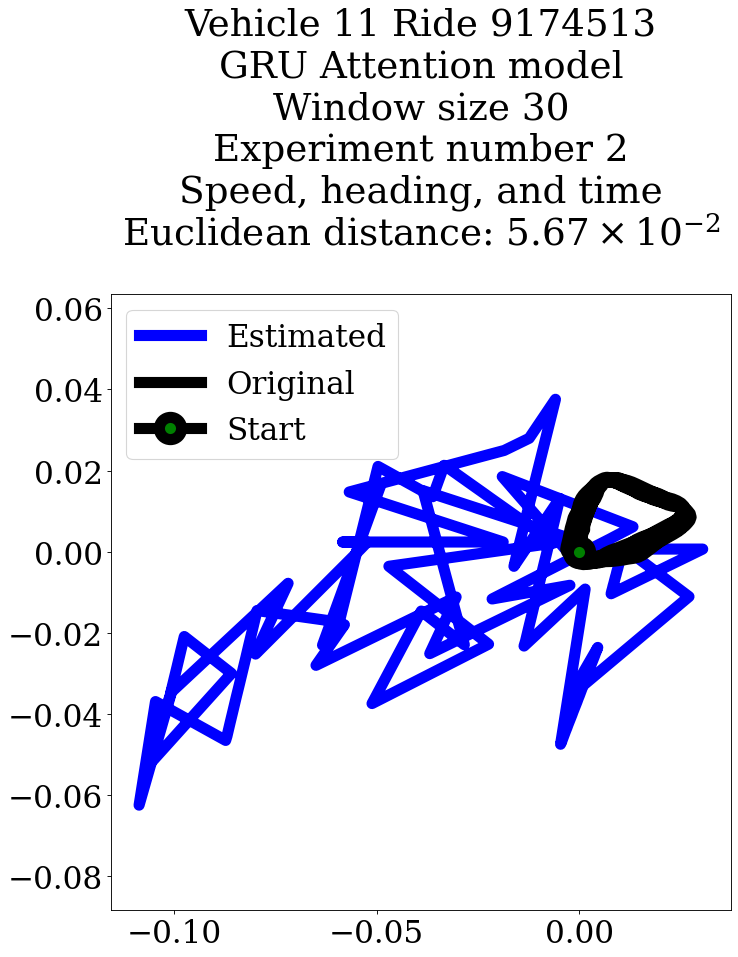 Vehicle 11 Ride 9174513
GRU Attention model
Window size 30
Experiment number 2
Speed, heading, and time
Euclidean distance: 5.67 × 10⁻²
Estimated
Original
Start
0.06
0.04
0.02
0.00
−0.02
−0.04
−0.06
−0.08
−0.10
−0.05
0.00